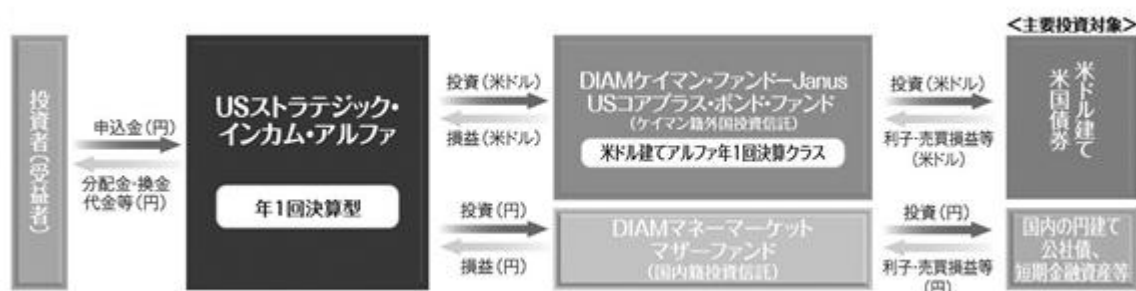 <主要投資対象>
投資者(受益者)
申込金(円)
分配金・換金
代金等(円)
USストラテジック・
インカム・アルファ
年1回決算型
投資(米ドル)
損益(米ドル)
DIAMケイマン・ファンドーJanus
USコアプラス・ボンド・ファンド
(ケイマン籍外国投資信託)
米ドル建てアルファ年1回決算クラス
投資(米ドル)
利子・売買損益等
(米ドル)
米ドル建て
米国債券
投資(円)
損益(円)
DIAMマネーマーケット
マザーファンド
(国内籍投資信託)
投資(円)
利子・売買損益等
(円)
国内の円建て
公社債、
短期金融資産等